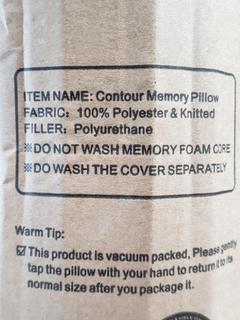 ITEM NAME: Contour Memory Pillow
FABRIC: 100% Polyester & Knitted
FILLER: Polyurethane
※DO NOT WASH MEMORY FOAM CORE
※DO WASH THE COVER SEPARATELY
Warm Tip:
☑This product is vacuum packed, Please gently
tap the pillow with your hand to return it to its
normal size after you package it.